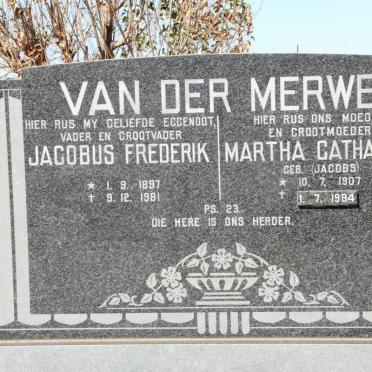 VAN DER MERWE
HIER RUS MY GELIEFDE EGGENOOT,
VADER EN GROOTVADER
JACOBUS FREDERIK
* 1. 9. 1897
✝ 9. 12. 1981
HIER RUS ONS MOED
EN GROOTMOEDER
MARTHA CATHA
GEB. (JACOBS)
* 10. 7. 1907
✝ 1. 7. 1994
PS. 23.
DIE HERE IS ONS HERDER.